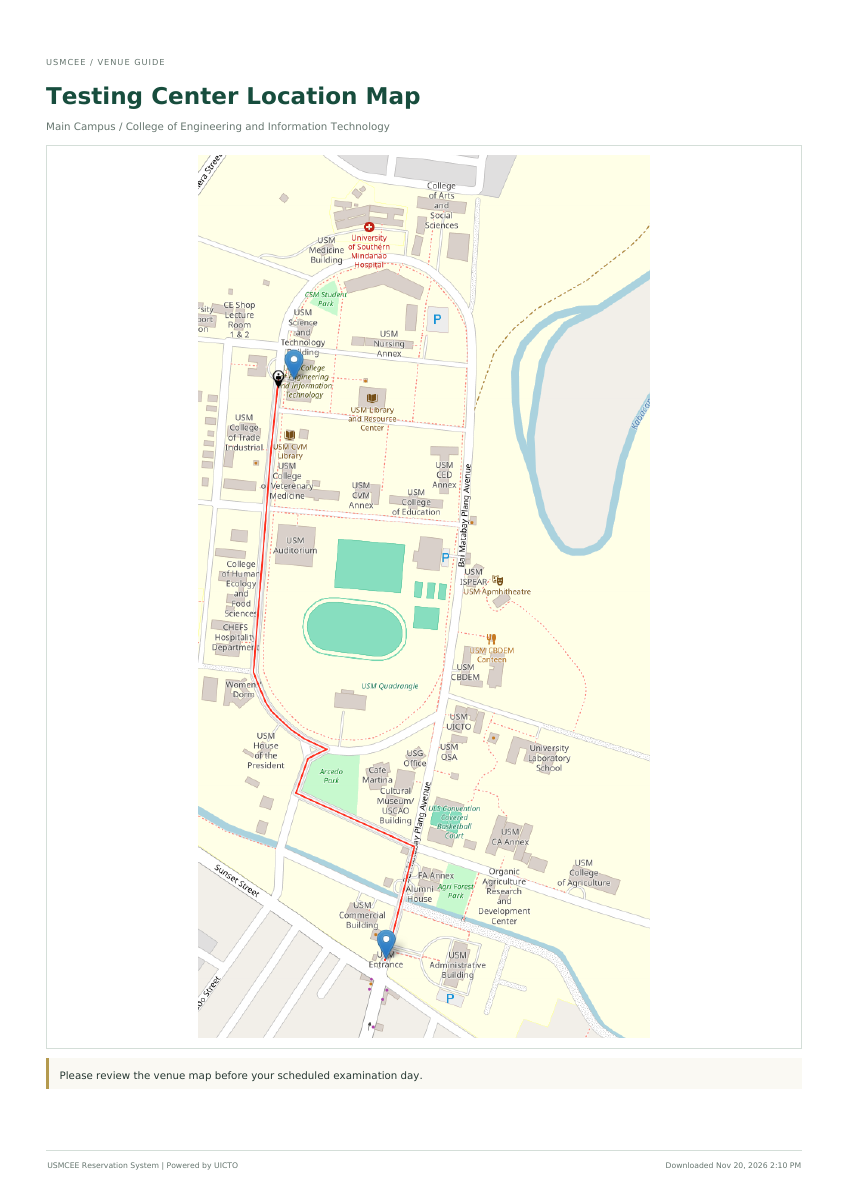 USMCEE / VENUE GUIDE
Testing Center Location Map
Main Campus / College of Engineering and Information Technology
College
of Arts
and
Social
Sciences
USM
Medicine
Building
University
of Southern
Mindanao
Hospital
CSM Student
Park
CE Shop
Lecture
Room
1 & 2
USM
Science
and
Technology
Building
P
USM
Nursing
Annex
College
Engineering
and Information
Technology
USM Library
and Resource
Center
USM
College
of Trade
Industrial
USM CVM
Library
USM
College
of Veterinary
Medicine
USM
CVM
Annex
USM
CED
Annex
USM
College
of Education
Bai Matabay Plang Avenue
USM
Auditorium
P
USM
ISPEAR
USM Apmhitheatre
College
of Human
Ecology
and
Food
Sciences
CHEFS
Hospitality
Department
USM CBDEM
Canteen
USM
CBDEM
Women
Dorm
USM Quadrangle
USM
UICTO
USM
House
of the
President
USG
Office
USM
OSA
University
Laboratory
School
Arcedo
Park
Cafe
Martina
Cultural
Museum/
USCAO
Building
Plang Avenue
Convention
Covered
Basketball
Court
USM
CA Annex
Sunset Street
FA Annex
Alumni
House
Agri Forest
Park
Organic
Agriculture
Research
and
Development
Center
USM
College
of Agriculture
USM
Commercial
Building
Entrance
USM
Administrative
Building
P
Please review the venue map before your scheduled examination day.
USMCEE Reservation System | Powered by UICTO
Downloaded Nov 20, 2026 2:10 PM